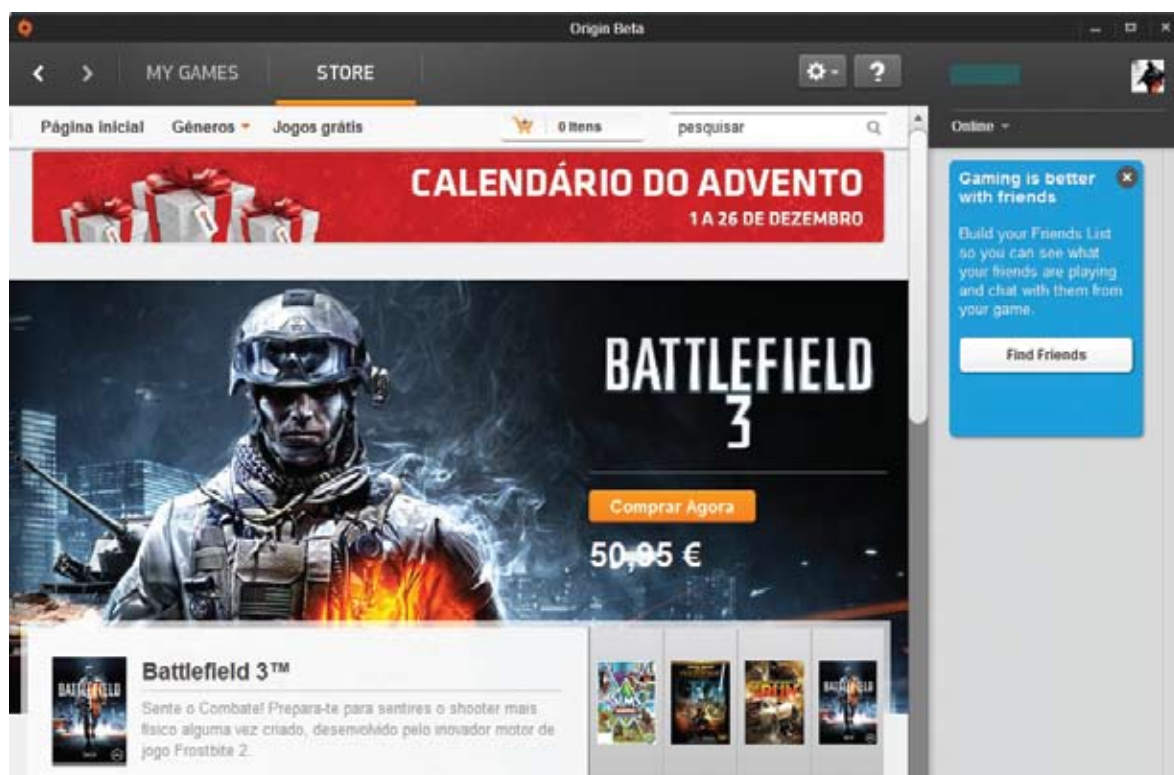 Origin Beta
MY GAMES
STORE
?
Página inicial
Géneros
Jogos grátis
0 Itens
pesquisar
Online
CALENDÁRIO DO ADVENTO
1 A 26 DE DEZEMBRO
Gaming is better
with friends
Build your Friends List
so you can see what
your friends are playing
and chat with them from
your game.
Find Friends
BATTLEFIELD
3
Comprar Agora
50,95 €
BATTLEFIELD
Battlefield 3™
Sente o Combate! Prepara-te para sentires o shooter mais
físico alguma vez criado, desenvolvido pelo inovador motor de
jogo Frostbite 2.
THE RUN
BATTLEFIELD